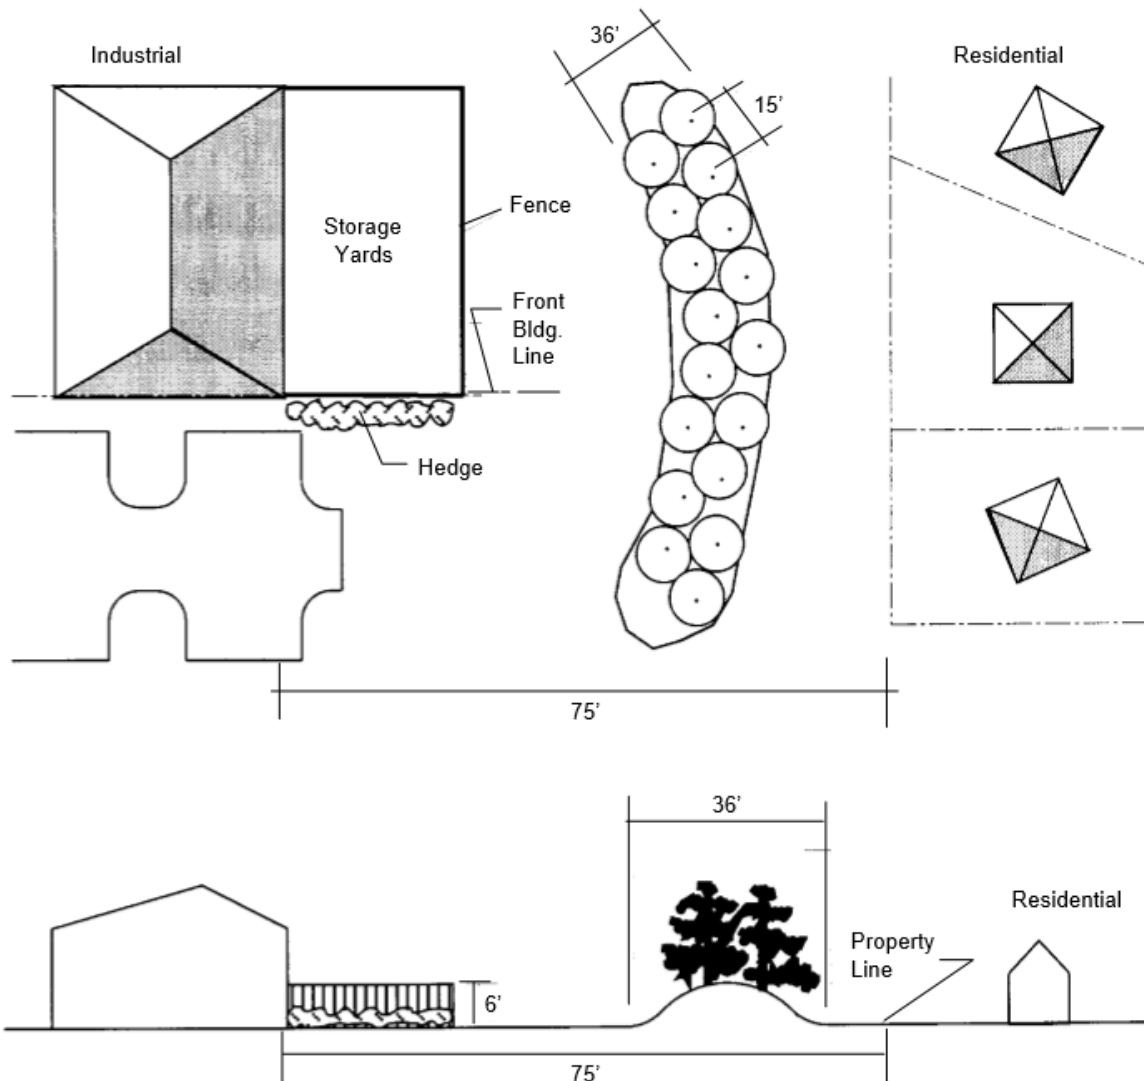 36’
Industrial
Residential
15’
Fence
Storage
Yards
Front
Bldg.
Line
Hedge
75’
36’
Residential
Property
Line
6’
75’